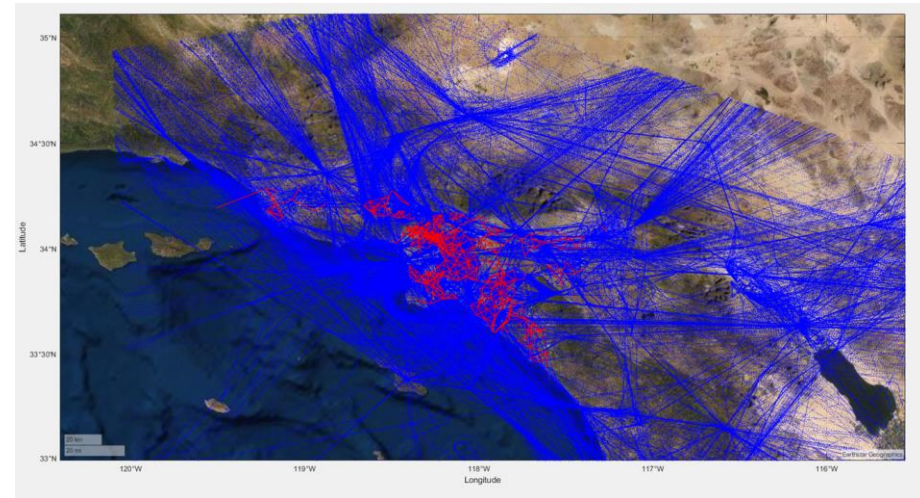 35°N
34°30'N
34°N
33°30'N
33°N
Latitude
20 km
20 mi
Earthstar Geographics
120°W
119°W
118°W
117°W
116°W
Longitude